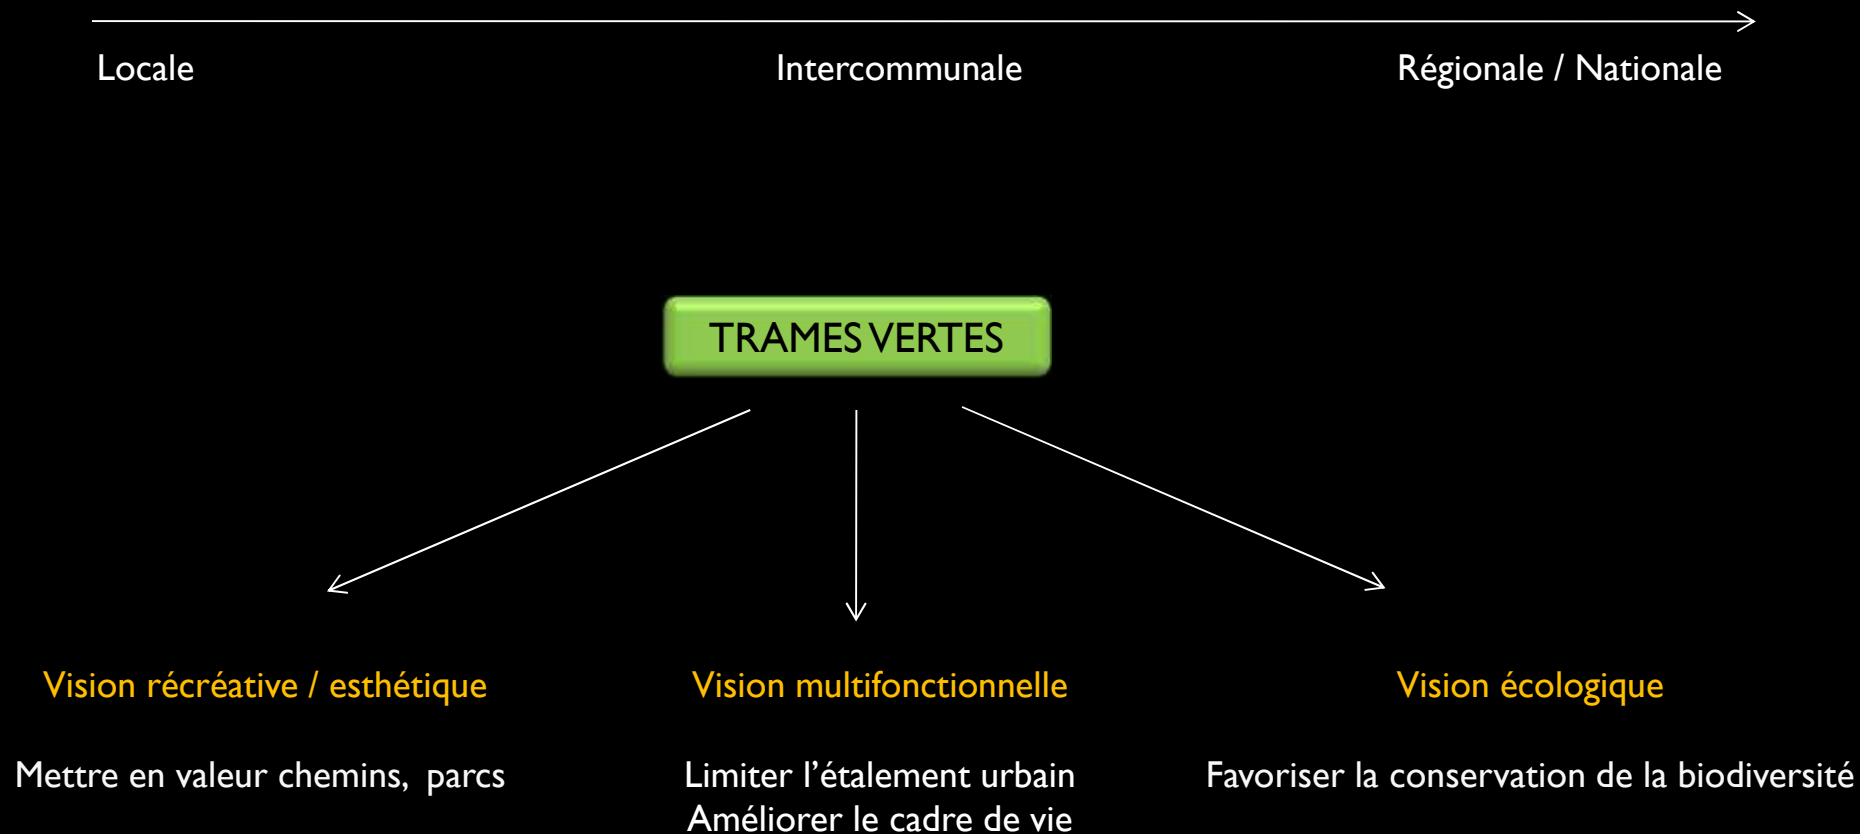 Locale
Intercommunale
Régionale / Nationale
TRAMES VERTES
Vision récréative / esthétique
Vision multifonctionnelle
Vision écologique
Mettre en valeur chemins, parcs
Limiter l’étalement urbain
Améliorer le cadre de vie
Favoriser la conservation de la biodiversité